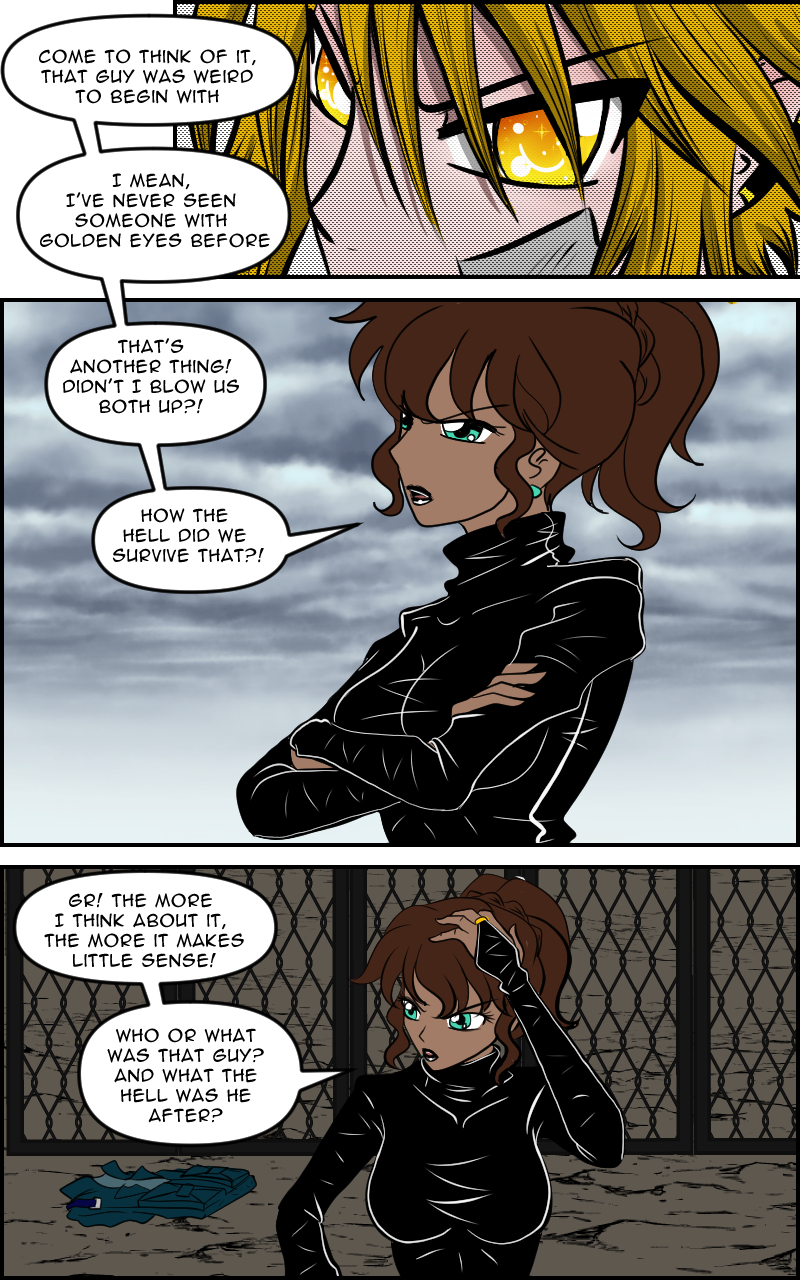 COME TO THINK OF IT,
THAT GUY WAS WEIRD
TO BEGIN WITH
I MEAN,
I'VE NEVER SEEN
SOMEONE WITH
GOLDEN EYES BEFORE
THAT'S
ANOTHER THING!
DIDN'T I BLOW US
BOTH UP?!
HOW THE
HELL DID WE
SURVIVE THAT?!
GR! THE MORE
I THINK ABOUT IT,
THE MORE IT MAKES
LITTLE SENSE!
WHO OR WHAT
WAS THAT GUY?
AND WHAT THE
HELL WAS HE
AFTER?